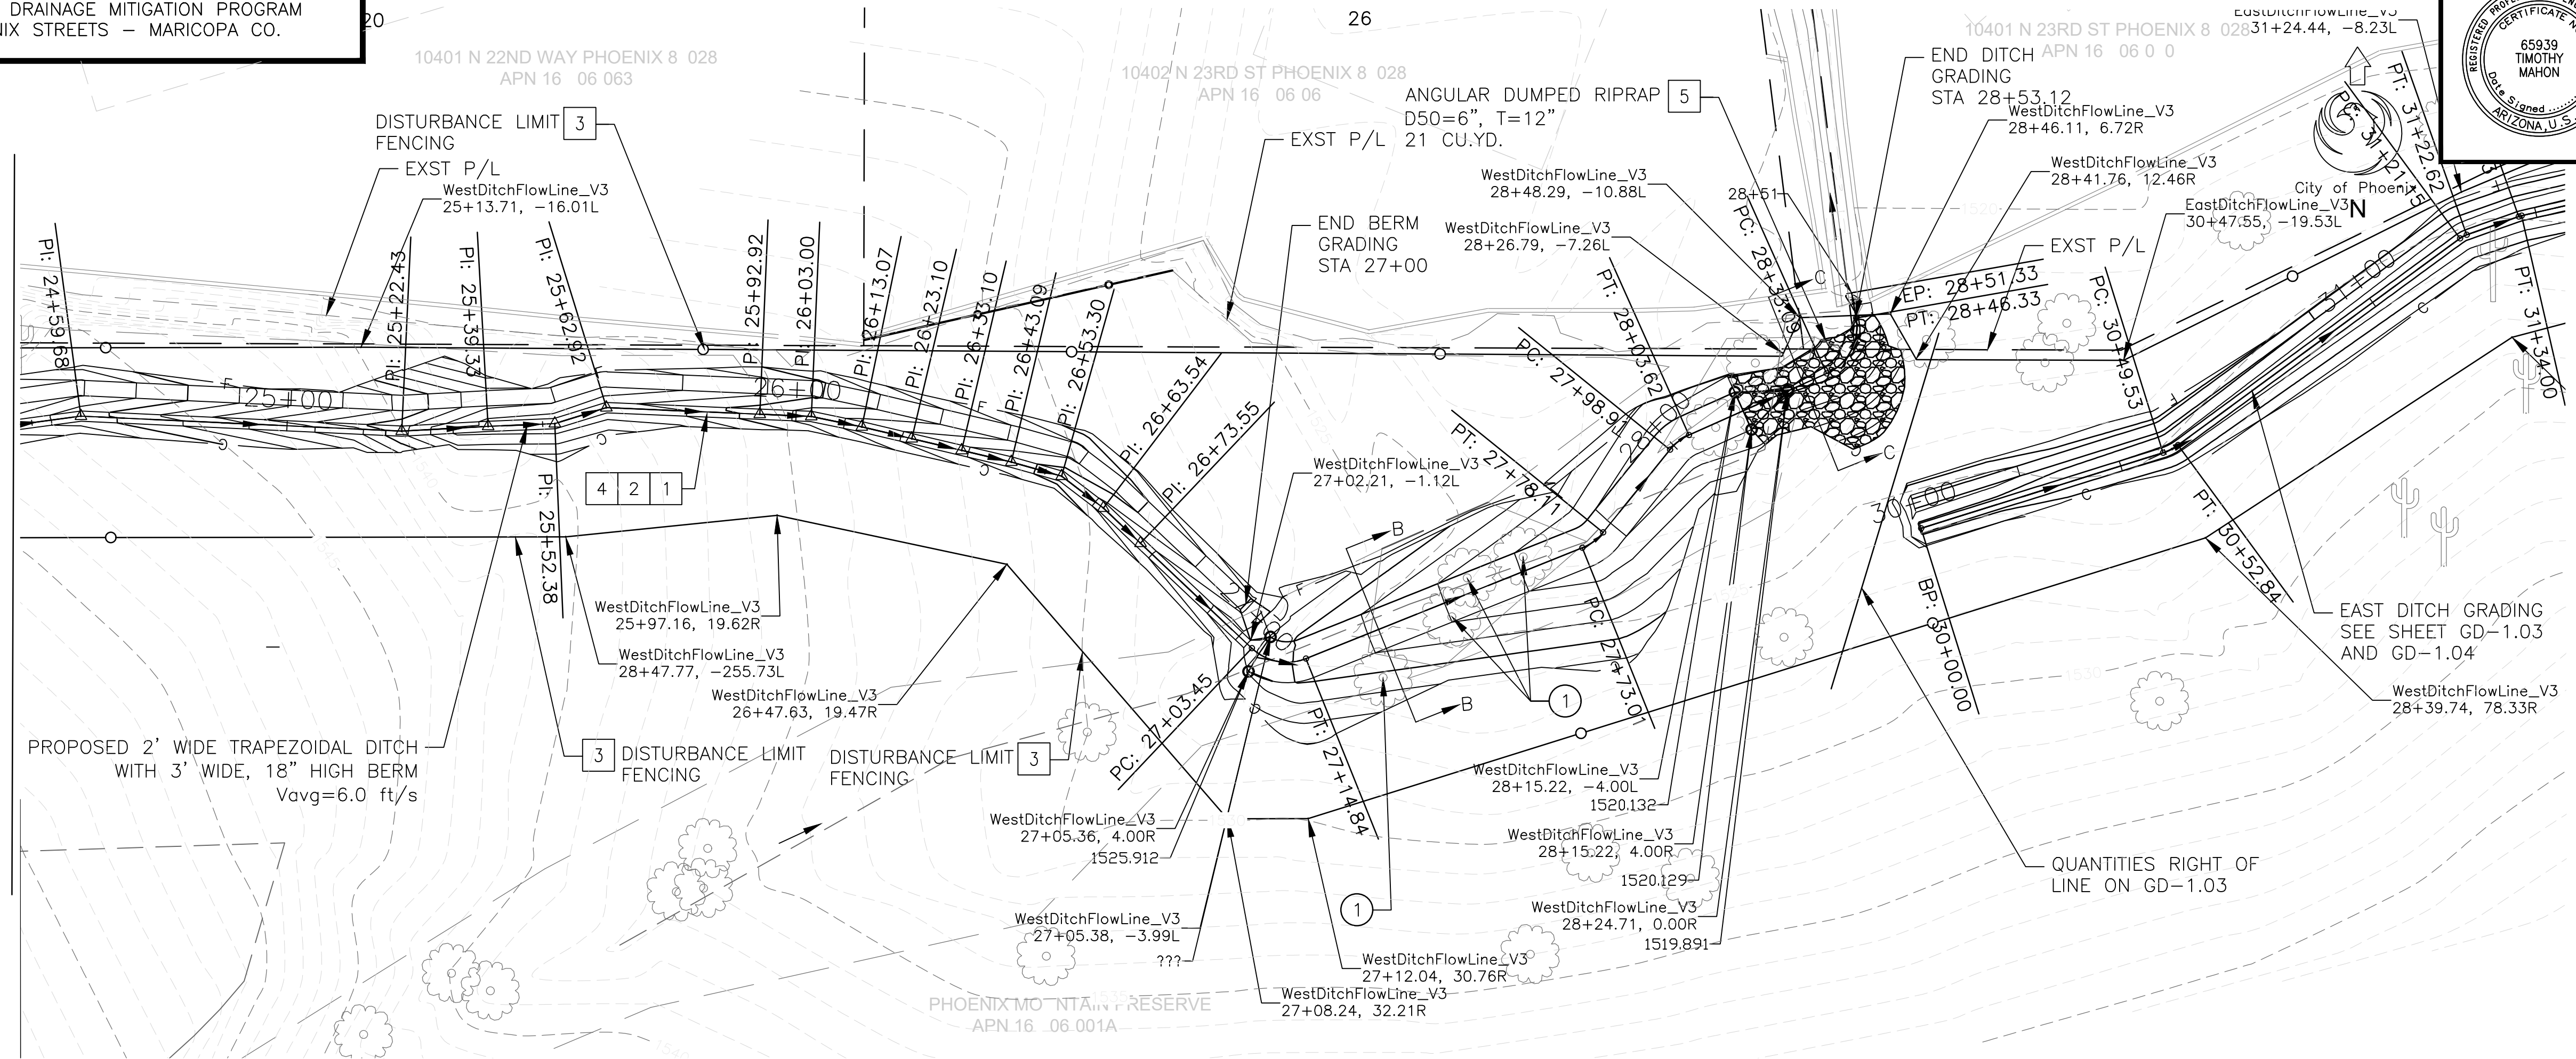 DRAINAGE MITIGATION PROGRAM
NIX STREETS – MARICOPA CO.
20
26
10401 N 22ND WAY PHOENIX 8 028
APN 16 06 063
10402 N 23RD ST PHOENIX 8 028
APN 16 06 06
10401 N 23RD ST PHOENIX 8 028
APN 16 06 0 0
EastDitchFlowLine_V3
31+24.44, -8.23L
REGISTERED
CERTIFICATE
65939
TIMOTHY
MAHON
Date Signed
ARIZONA, U.S.
DISTURBANCE LIMIT 3
FENCING
EXST P/L
WestDitchFlowLine_V3
25+13.71, -16.01L
ANGULAR DUMPED RIPRAP 5
D50=6", T=12"
21 CU.YD.
EXST P/L
END BERM
GRADING
STA 27+00
WestDitchFlowLine_V3
28+48.29, -10.88L
WestDitchFlowLine_V3
28+26.79, -7.26L
28+51
END DITCH
GRADING
STA 28+53.12
WestDitchFlowLine_V3
28+46.11, 6.72R
WestDitchFlowLine_V3
28+41.76, 12.46R
City of Phoenix
N
EastDitchFlowLine_V3
30+47.55, -19.53L
EXST P/L
1520
PI: 24+59.68
PI: 25+22.43
PI: 25+39.33
PI: 25+62.92
PI: 25+92.92
PI: 26+03.00
PI: 26+13.07
PI: 26+23.10
PI: 26+33.10
PI: 26+43.09
PI: 26+53.30
PI: 26+63.54
PI: 26+73.55
PT: 27+78.11
PC: 27+98.91
PT: 28+03.62
PC: 28+33.09
EP: 28+51.33
PT: 28+46.33
PC: 30+49.53
PC: 31+21.15
PT: 31+22.62
PT: 31+34.00
25+00
26+00
28+00
30+00
31+00
F
C
F
C
F
C
C
C
C
C
4 2 1
PI: 25+52.38
WestDitchFlowLine_V3
27+02.21, -1.12L
B
B
WestDitchFlowLine_V3
25+97.16, 19.62R
WestDitchFlowLine_V3
28+47.77, -255.73L
WestDitchFlowLine_V3
26+47.63, 19.47R
PROPOSED 2' WIDE TRAPEZOIDAL DITCH
WITH 3' WIDE, 18" HIGH BERM
Vavg=6.0 ft/s
3 DISTURBANCE LIMIT
FENCING
DISTURBANCE LIMIT 3
FENCING
PC: 27+03.45
PT: 27+14.84
PC: 27+73.01
1
1
BP: 30+00.00
PT: 30+52.84
EAST DITCH GRADING
SEE SHEET GD-1.03
AND GD-1.04
1530
WestDitchFlowLine_V3
28+39.74, 78.33R
WestDitchFlowLine_V3
28+15.22, -4.00L
1520.132
WestDitchFlowLine_V3
27+05.36, 4.00R
1525.912
WestDitchFlowLine_V3
28+15.22, 4.00R
1520.129
QUANTITIES RIGHT OF
LINE ON GD-1.03
WestDitchFlowLine_V3
28+24.71, 0.00R
1519.891
WestDitchFlowLine_V3
27+05.38, -3.99L
???
WestDitchFlowLine_V3
27+12.04, 30.76R
WestDitchFlowLine_V3
27+08.24, 32.21R
PHOENIX MO NTAIN PRESERVE
APN 16 06 001A
1535
1540